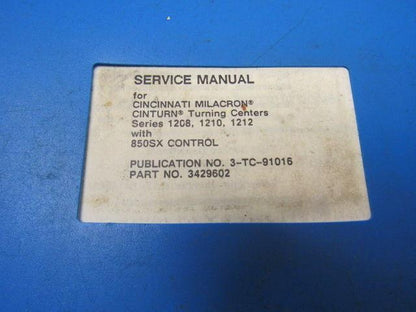 SERVICE MANUAL
for
CINCINNATI MILACRON®
CINTURN® Turning Centers
Series 1208, 1210, 1212
with
850SX CONTROL
PUBLICATION NO. 3-TC-91016
PART NO. 3429602